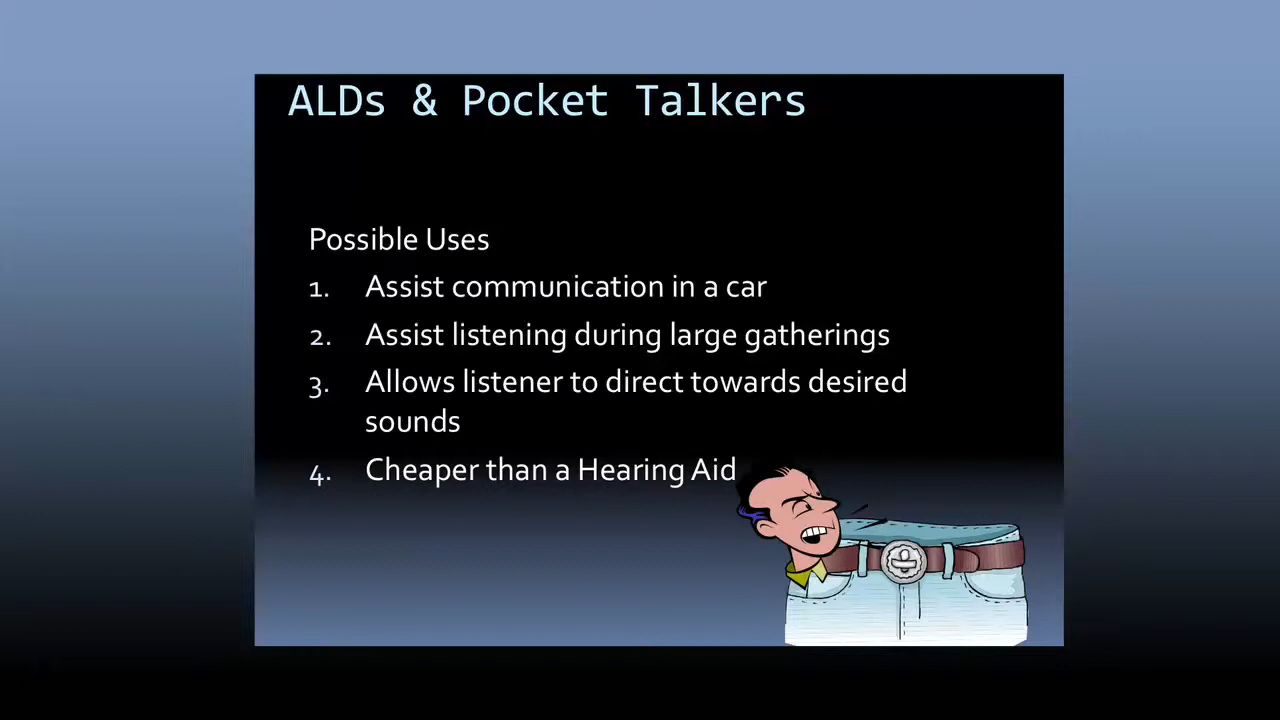 ALDs & Pocket Talkers
Possible Uses
1. Assist communication in a car
2. Assist listening during large gatherings
3. Allows listener to direct towards desired
sounds
4. Cheaper than a Hearing Aid